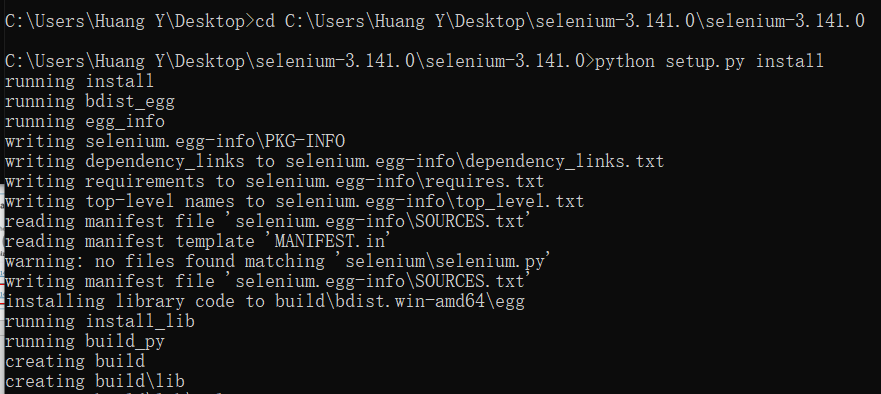 C:\Users\Huang Y\Desktop>cd C:\Users\Huang Y\Desktop\selenium-3.141.0\selenium-3.141.0
C:\Users\Huang Y\Desktop\selenium-3.141.0\selenium-3.141.0>python setup.py install
running install
running bdist_egg
running egg_info
writing selenium.egg-info\PKG-INFO
writing dependency_links to selenium.egg-info\dependency_links.txt
writing requirements to selenium.egg-info\requires.txt
writing top-level names to selenium.egg-info\top_level.txt
reading manifest file 'selenium.egg-info\SOURCES.txt'
reading manifest template 'MANIFEST.in'
warning: no files found matching 'selenium\selenium.py'
writing manifest file 'selenium.egg-info\SOURCES.txt'
installing library code to build\bdist.win-amd64\egg
running install_lib
running build_py
creating build
creating build\lib